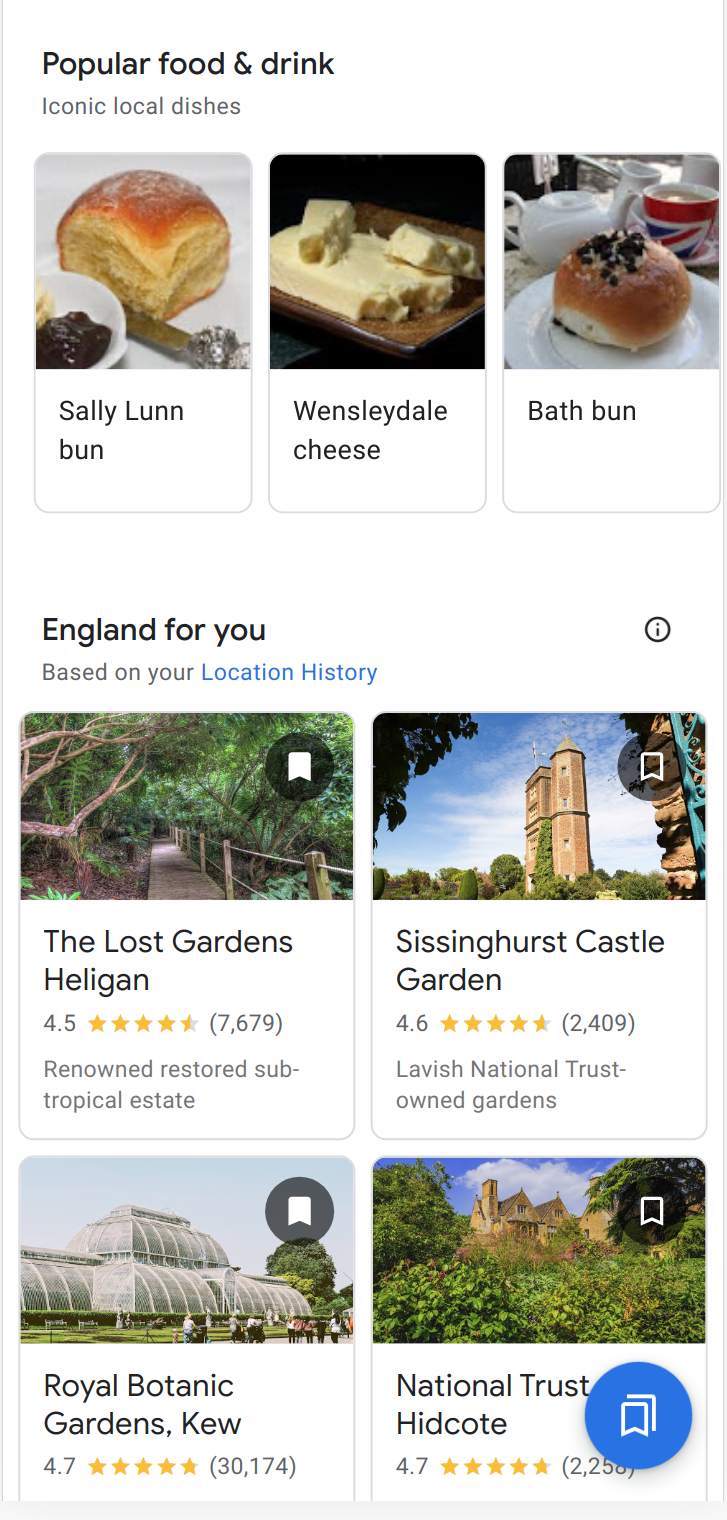 Popular food & drink
Iconic local dishes
Sally Lunn
bun
Wensleydale
cheese
Bath bun
England for you
Based on your Location History
The Lost Gardens
Heligan
4.5 (7,679)
Renowned restored sub-
tropical estate
Sissinghurst Castle
Garden
4.6 (2,409)
Lavish National Trust-
owned gardens
Royal Botanic
Gardens, Kew
4.7 (30,174)
National Trust
Hidcote
4.7 (2,258)